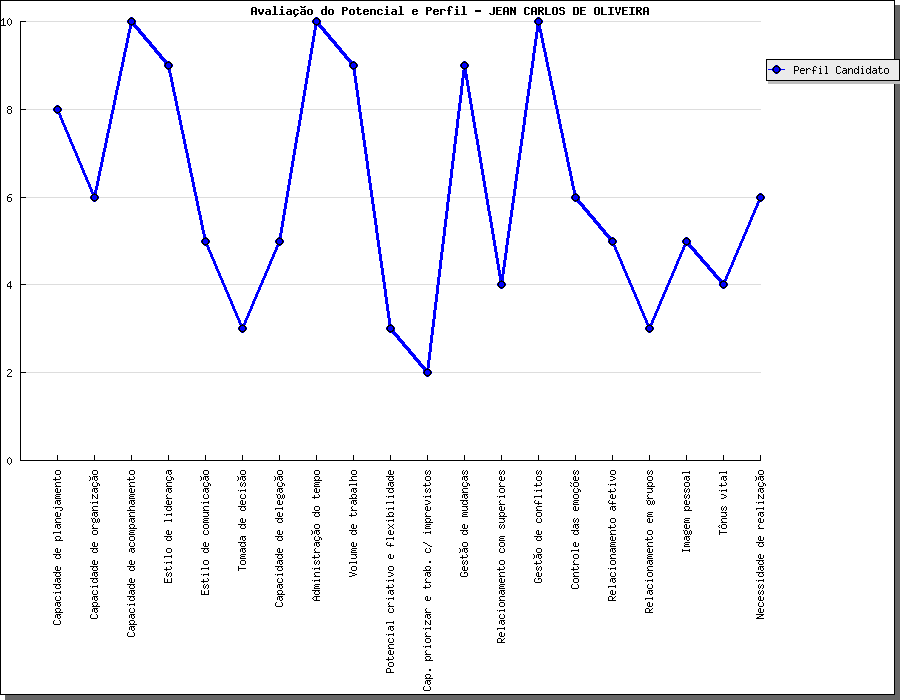 Avaliação do Potencial e Perfil - JEAN CARLOS DE OLIVEIRA
10
8
6
4
2
0
Perfil Candidato
Capacidade de planejamento
Capacidade de organização
Capacidade de acompanhamento
Estilo de liderança
Estilo de comunicação
Tomada de decisão
Capacidade de delegação
Administração do tempo
Volume de trabalho
Potencial criativo e flexibilidade
Cap. priorizar e trab. c/ imprevistos
Gestão de mudanças
Relacionamento com superiores
Gestão de conflitos
Controle das emoções
Relacionamento afetivo
Relacionamento em grupos
Imagem pessoal
Tônus vital
Necessidade de realização